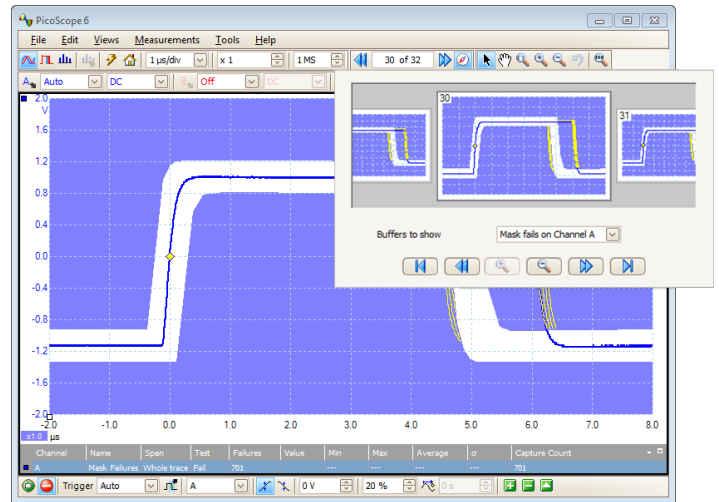 PicoScope 6
File Edit Views Measurements Tools Help
1 µs/div x 1 1 MS 30 of 32
A Auto DC B Off DC
2.0
V
1.6
1.2
0.8
0.4
0.0
-0.4
-0.8
-1.2
-1.6
-2.0
-2.0 -1.0 0.0 1.0 2.0 3.0 4.0 5.0 6.0 7.0 8.0
x1.0 µs
30
31
Buffers to show Mask fails on Channel A
Channel Name Span Test Failures Value Min Max Average σ Capture Count
A Mask Failures Whole trace Fail 701 --- --- --- --- 701
Trigger Auto A 0 V 20 % 0 s